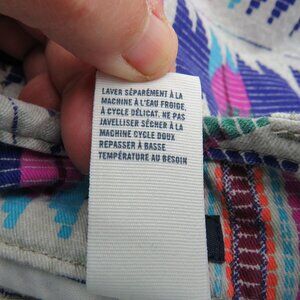 LAVER SÉPARÉMENT À LA
MACHINE À L'EAU FROIDE,
À CYCLE DÉLICAT. NE PAS
JAVELLISER SÉCHER À LA
MACHINE CYCLE DOUX
REPASSER À BASSE
TEMPÉRATURE AU BESOIN